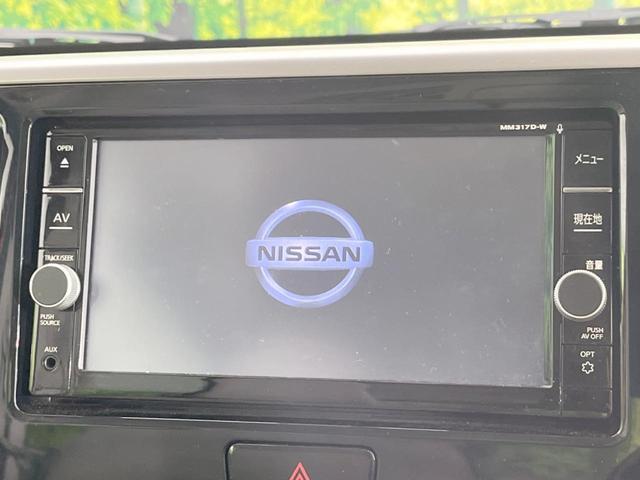 MM317D-W
OPEN
メニュー
AV
現在地
NISSAN
TRACK/SEEK
音量
PUSH
SOURCE
PUSH
AV OFF
AUX
OPT